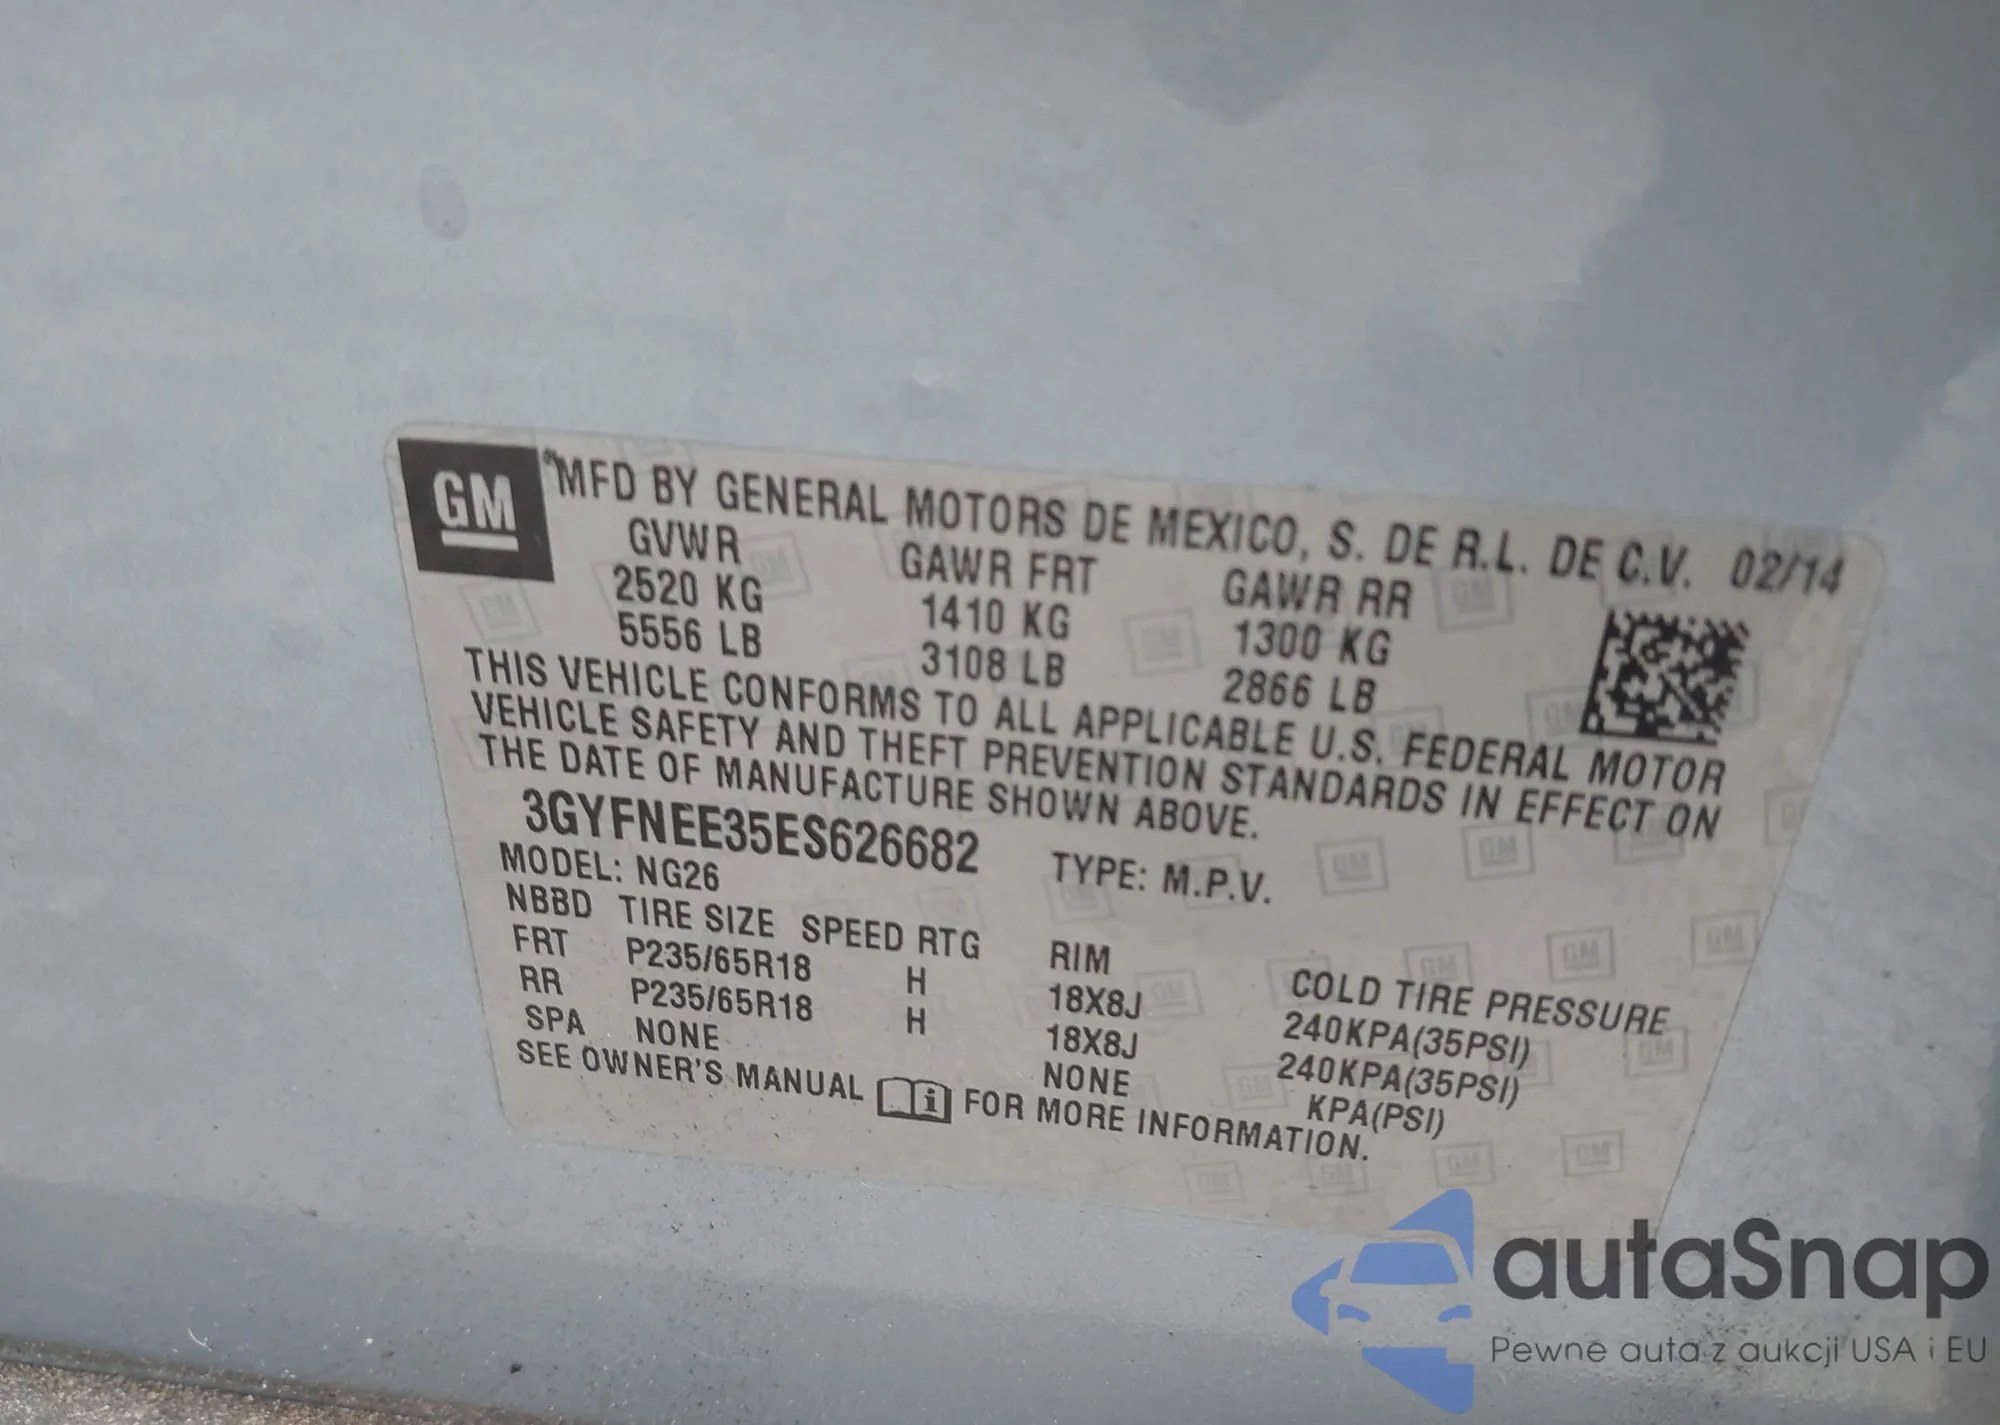 GM
MFD BY GENERAL MOTORS DE MEXICO, S. DE R.L. DE C.V. 02/14
GVWR GAWR FRT GAWR RR
2520 KG 1410 KG 1300 KG
5556 LB 3108 LB 2866 LB
THIS VEHICLE CONFORMS TO ALL APPLICABLE U.S. FEDERAL MOTOR
VEHICLE SAFETY AND THEFT PREVENTION STANDARDS IN EFFECT ON
THE DATE OF MANUFACTURE SHOWN ABOVE.
3GYFNEE35ES626682 TYPE: M.P.V.
MODEL: NG26
NBBD TIRE SIZE SPEED RTG RIM COLD TIRE PRESSURE
FRT P235/65R18 H 18X8J 240KPA(35PSI)
RR P235/65R18 H 18X8J 240KPA(35PSI)
SPA NONE NONE KPA(PSI)
SEE OWNER'S MANUAL i FOR MORE INFORMATION.
autaSnap
Pewne auta z aukcji USA i EU